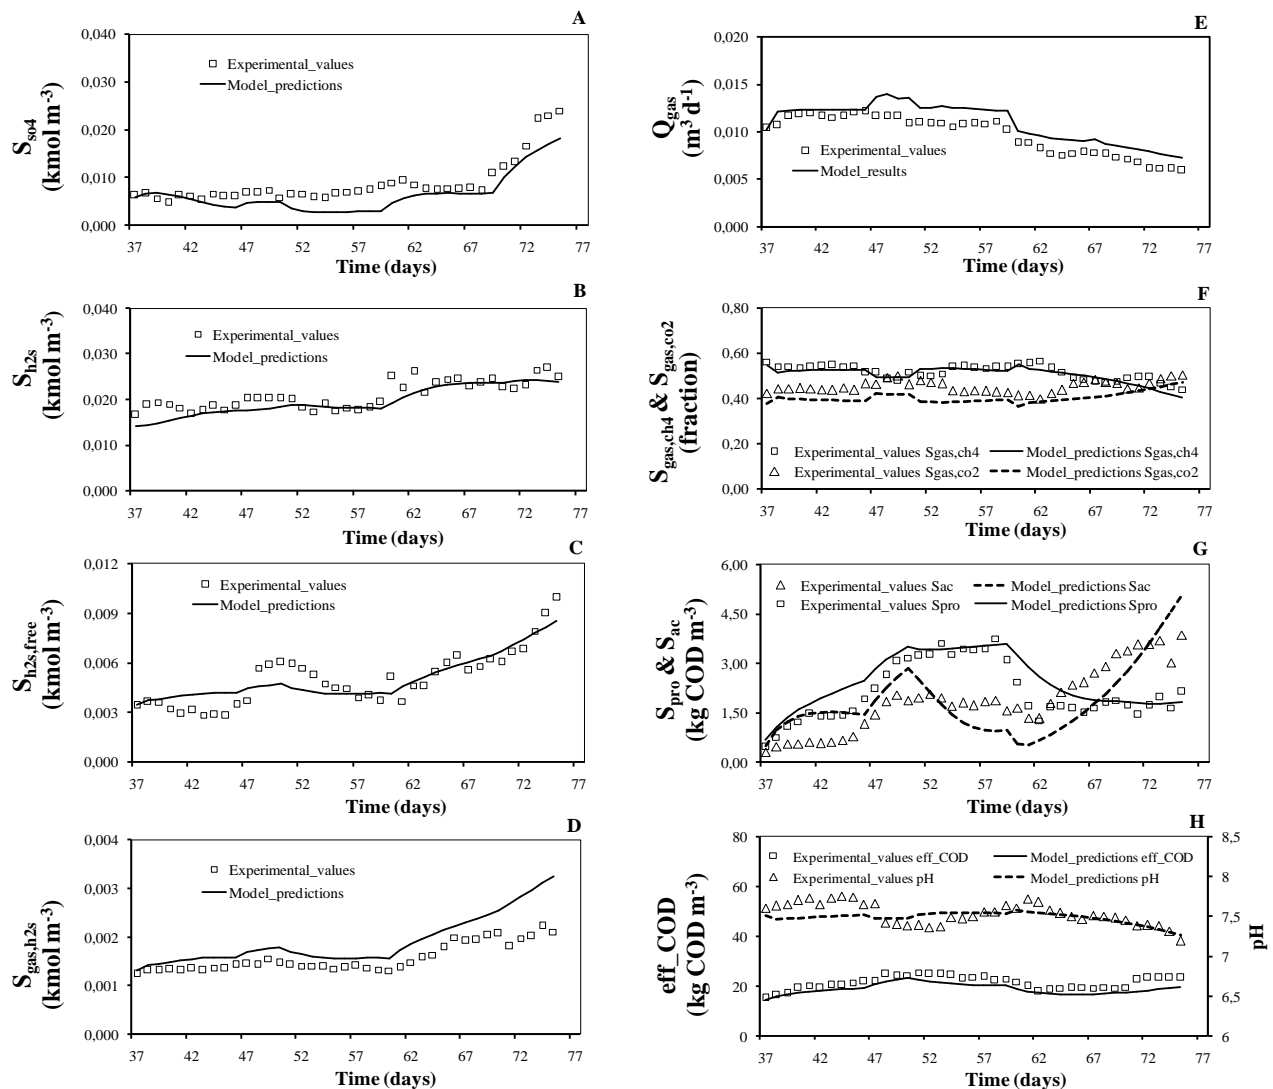 A
S_so4
(kmol m⁻³)
0,040
0,030
0,020
0,010
0,000
Experimental_values
Model_predictions
37 42 47 52 57 62 67 72 77
Time (days)
B
S_h2s
(kmol m⁻³)
0,040
0,030
0,020
0,010
0,000
Experimental_values
Model_predictions
37 42 47 52 57 62 67 72 77
Time (days)
C
S_h2s,free
(kmol m⁻³)
0,012
0,009
0,006
0,003
0,000
Experimental_values
Model_predictions
37 42 47 52 57 62 67 72 77
Time (days)
D
S_gas,h2s
(kmol m⁻³)
0,004
0,003
0,002
0,001
0,000
Experimental_values
Model_predictions
37 42 47 52 57 62 67 72 77
Time (days)
E
Q_gas
(m³ d⁻¹)
0,020
0,015
0,010
0,005
0,000
Experimental_values
Model_results
37 42 47 52 57 62 67 72 77
Time (days)
F
S_gas,ch4 & S_gas,co2
(fraction)
0,80
0,60
0,40
0,20
0,00
Experimental_values Sgas,ch4 Model_predictions Sgas,ch4
Experimental_values Sgas,co2 Model_predictions Sgas,co2
37 42 47 52 57 62 67 72 77
Time (days)
G
S_pro & S_ac
(kg COD m⁻³)
6,00
4,50
3,00
1,50
0,00
Experimental_values Sac Model_predictions Sac
Experimental_values Spro Model_predictions Spro
37 42 47 52 57 62 67 72 77
Time (days)
H
eff_COD
(kg COD m⁻³)
80
60
40
20
0
Experimental_values eff_COD Model_predictions eff_COD
Experimental_values pH Model_predictions pH
8,5
8
7,5
7
6,5
6
pH
37 42 47 52 57 62 67 72 77
Time (days)